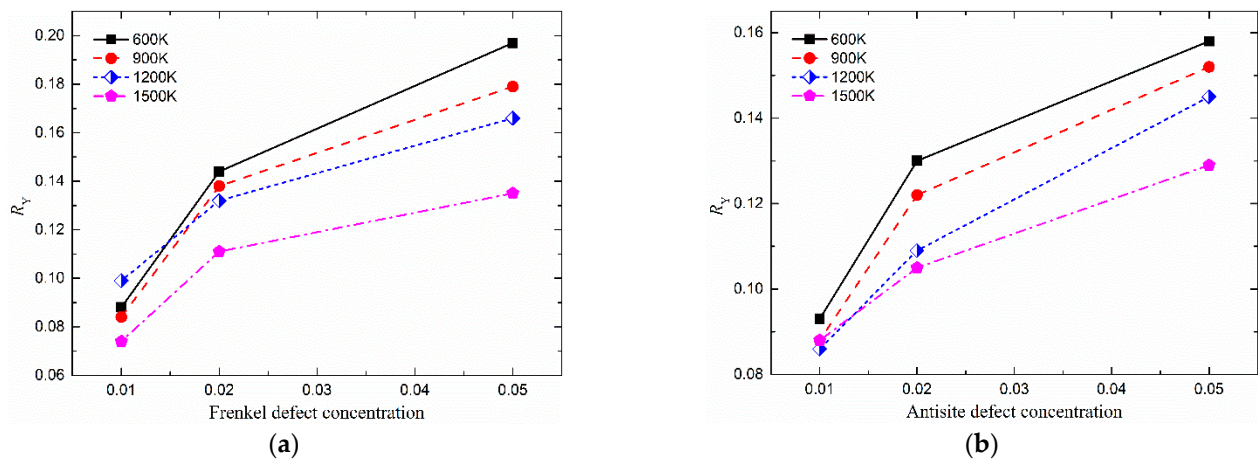 0.20
0.18
0.16
0.14
0.12
0.10
0.08
0.06
R_Y
600K
900K
1200K
1500K
0.01 0.02 0.03 0.04 0.05
Frenkel defect concentration
(a)
0.16
0.14
0.12
0.10
0.08
R_Y
600K
900K
1200K
1500K
0.01 0.02 0.03 0.04 0.05
Antisite defect concentration
(b)